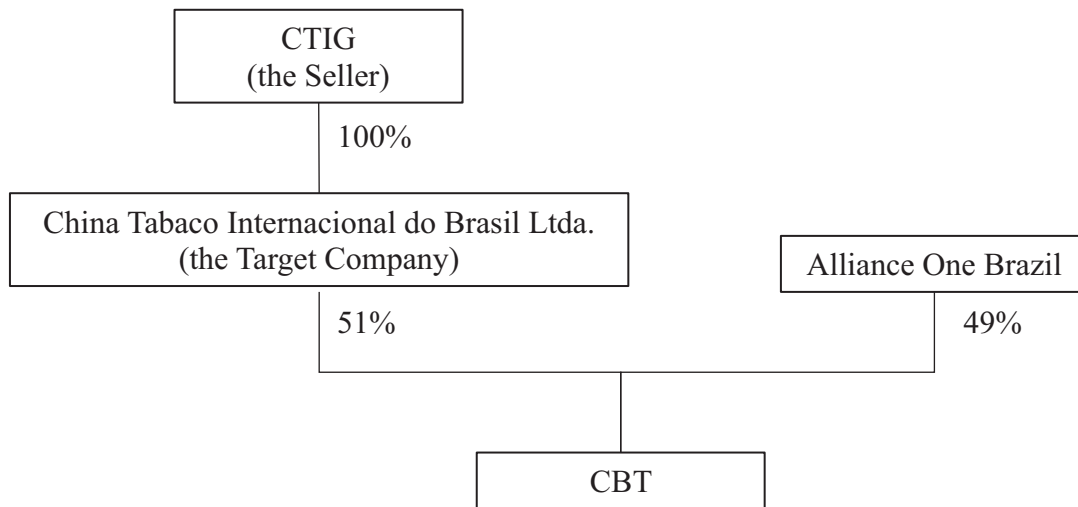 CTIG
(the Seller)
100%
China Tabaco Internacional do Brasil Ltda.
(the Target Company)
Alliance One Brazil
51%
49%
CBT